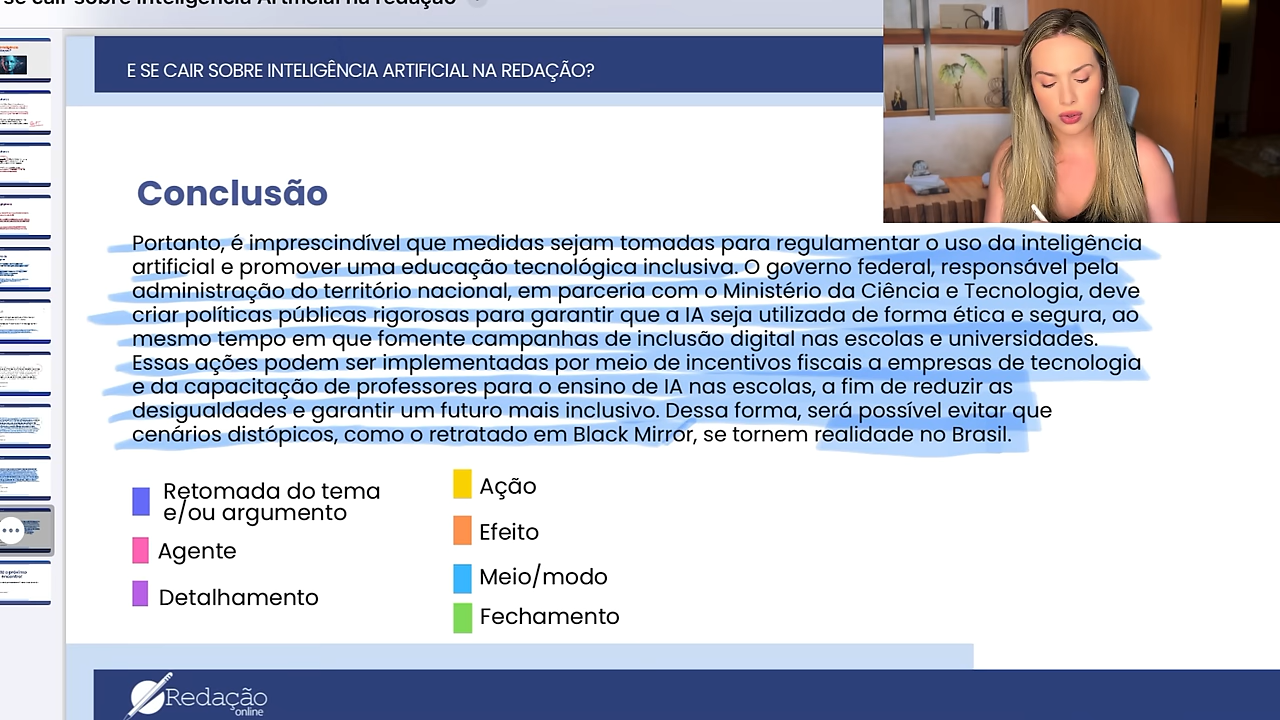 se cair sobre Inteligência Artificial na redação
E SE CAIR SOBRE INTELIGÊNCIA ARTIFICIAL NA REDAÇÃO?
Conclusão
Portanto, é imprescindível que medidas sejam tomadas para regulamentar o uso da inteligência
artificial e promover uma educação tecnológica inclusiva. O governo federal, responsável pela
administração do território nacional, em parceria com o Ministério da Ciência e Tecnologia, deve
criar políticas públicas rigorosas para garantir que a IA seja utilizada de forma ética e segura, ao
mesmo tempo em que fomente campanhas de inclusão digital nas escolas e universidades.
Essas ações podem ser implementadas por meio de incentivos fiscais a empresas de tecnologia
e da capacitação de professores para o ensino de IA nas escolas, a fim de reduzir as
desigualdades e garantir um futuro mais inclusivo. Dessa forma, será possível evitar que
cenários distópicos, como o retratado em Black Mirror, se tornem realidade no Brasil.
Retomada do tema
e/ou argumento
Agente
Detalhamento
Ação
Efeito
Meio/modo
Fechamento
Redação
online